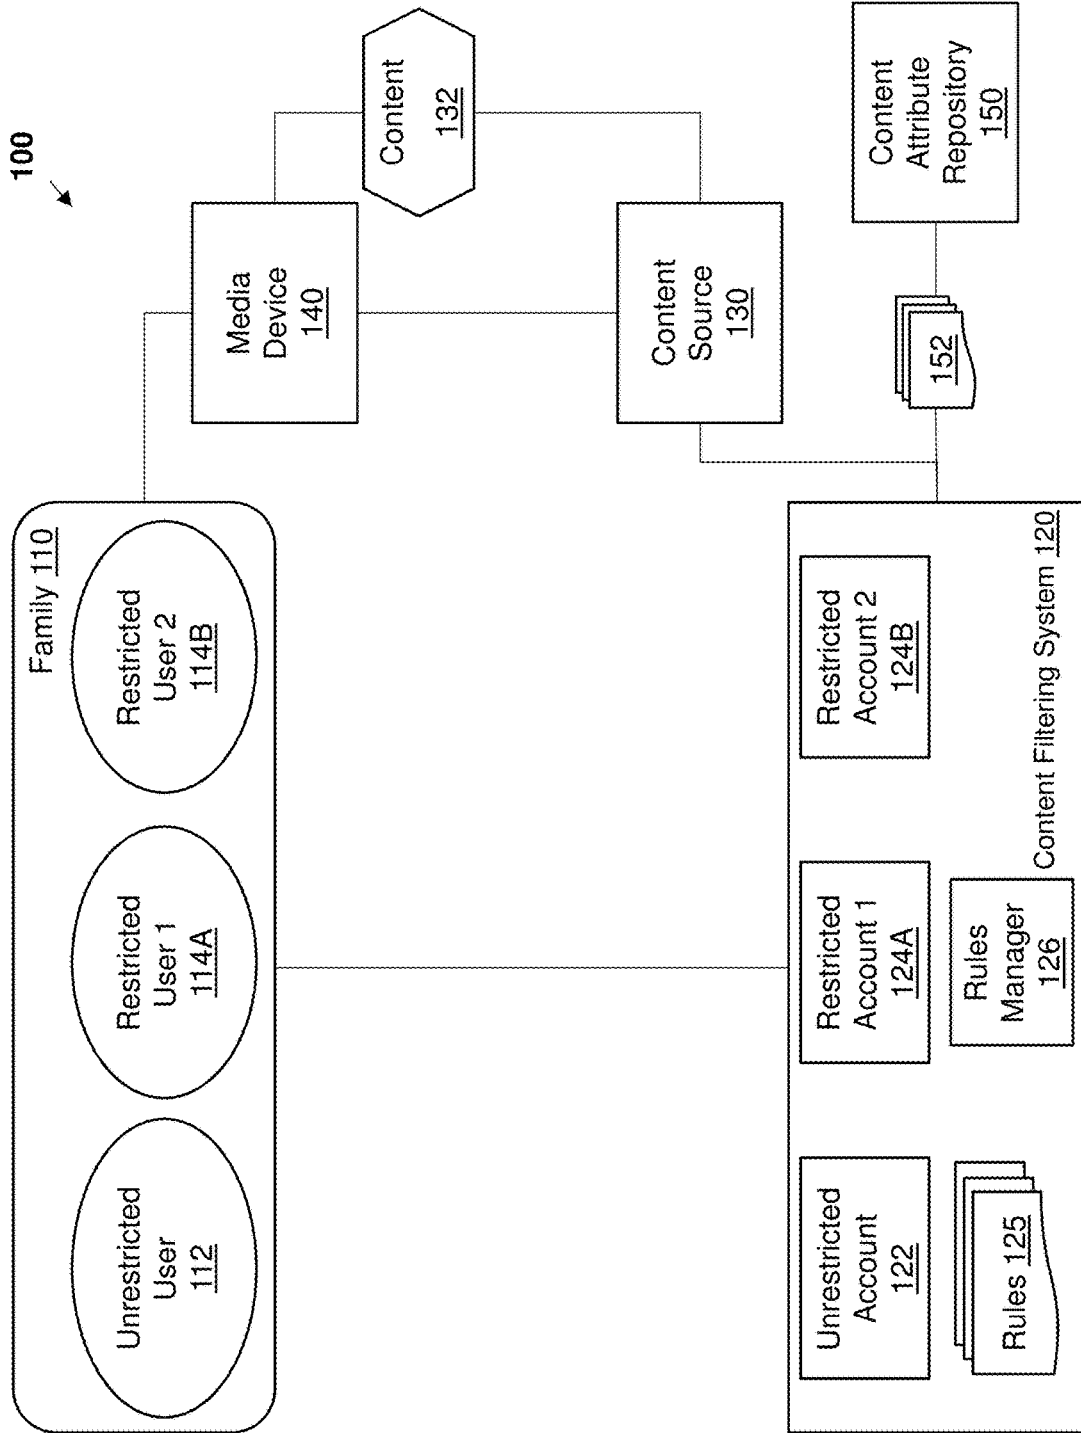 100
Family 110
Unrestricted
User
112
Restricted
User 1
114A
Restricted
User 2
114B
Media
Device
140
Content
132
Content
Source
130
Content
Attribute
Repository
150
152
Unrestricted
Account
122
Restricted
Account 1
124A
Restricted
Account 2
124B
Rules 125
Rules
Manager
126
Content Filtering System 120